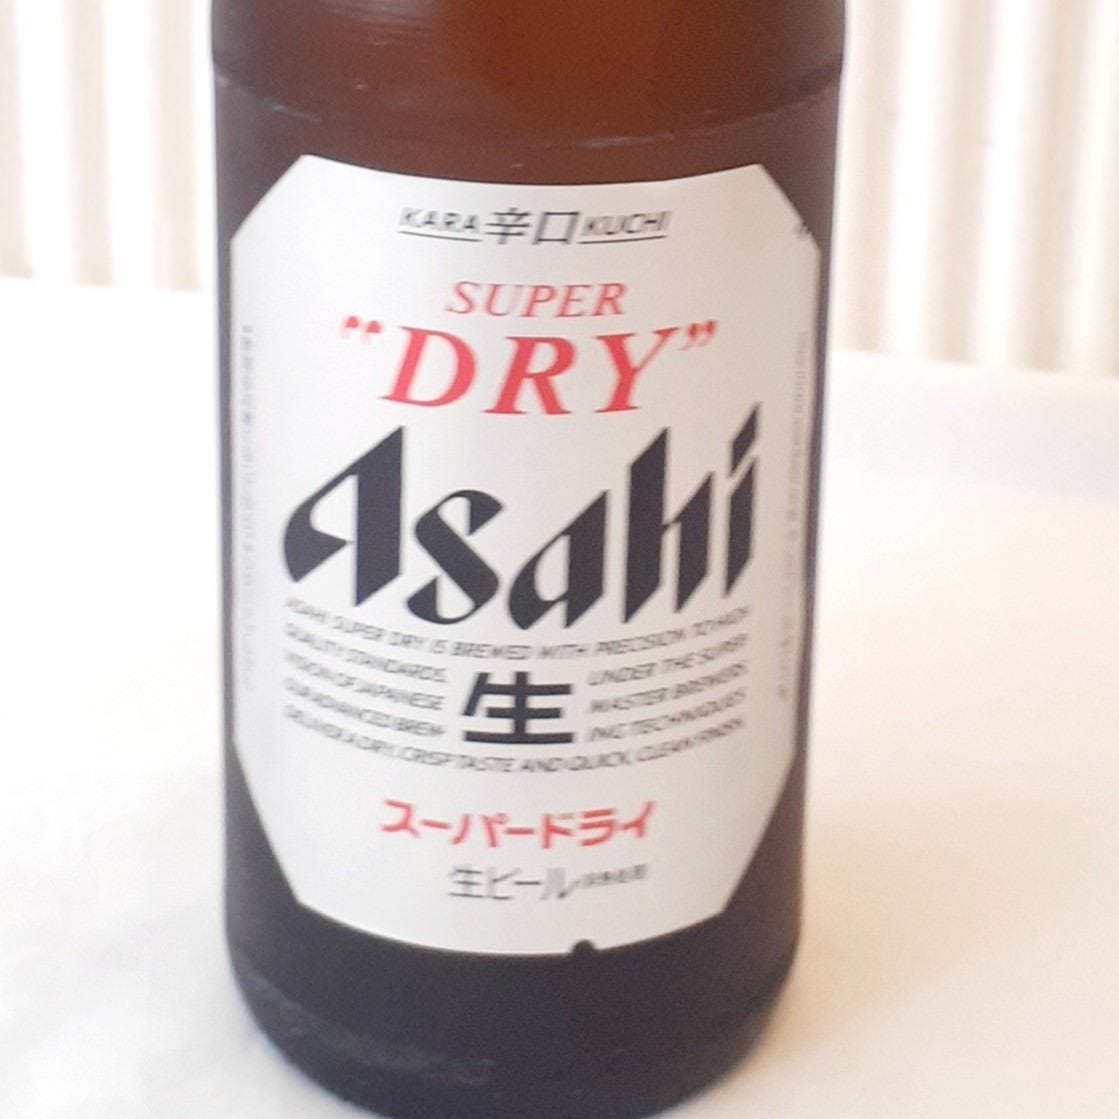 KARA 辛口 KUCHI
SUPER
"DRY"
Asahi
ASAHI SUPER DRY IS BREWED WITH PRECISION TO HIGH
QUALITY STANDARDS, UNDER THE SUPER
VISION OF JAPANESE MASTER BREWERS.
OUR ADVANCED BREW- ING TECHNIQUES
DELIVER A DRY, CRISP TASTE AND QUICK, CLEAN FINISH.
生
スーパードライ
生ビール